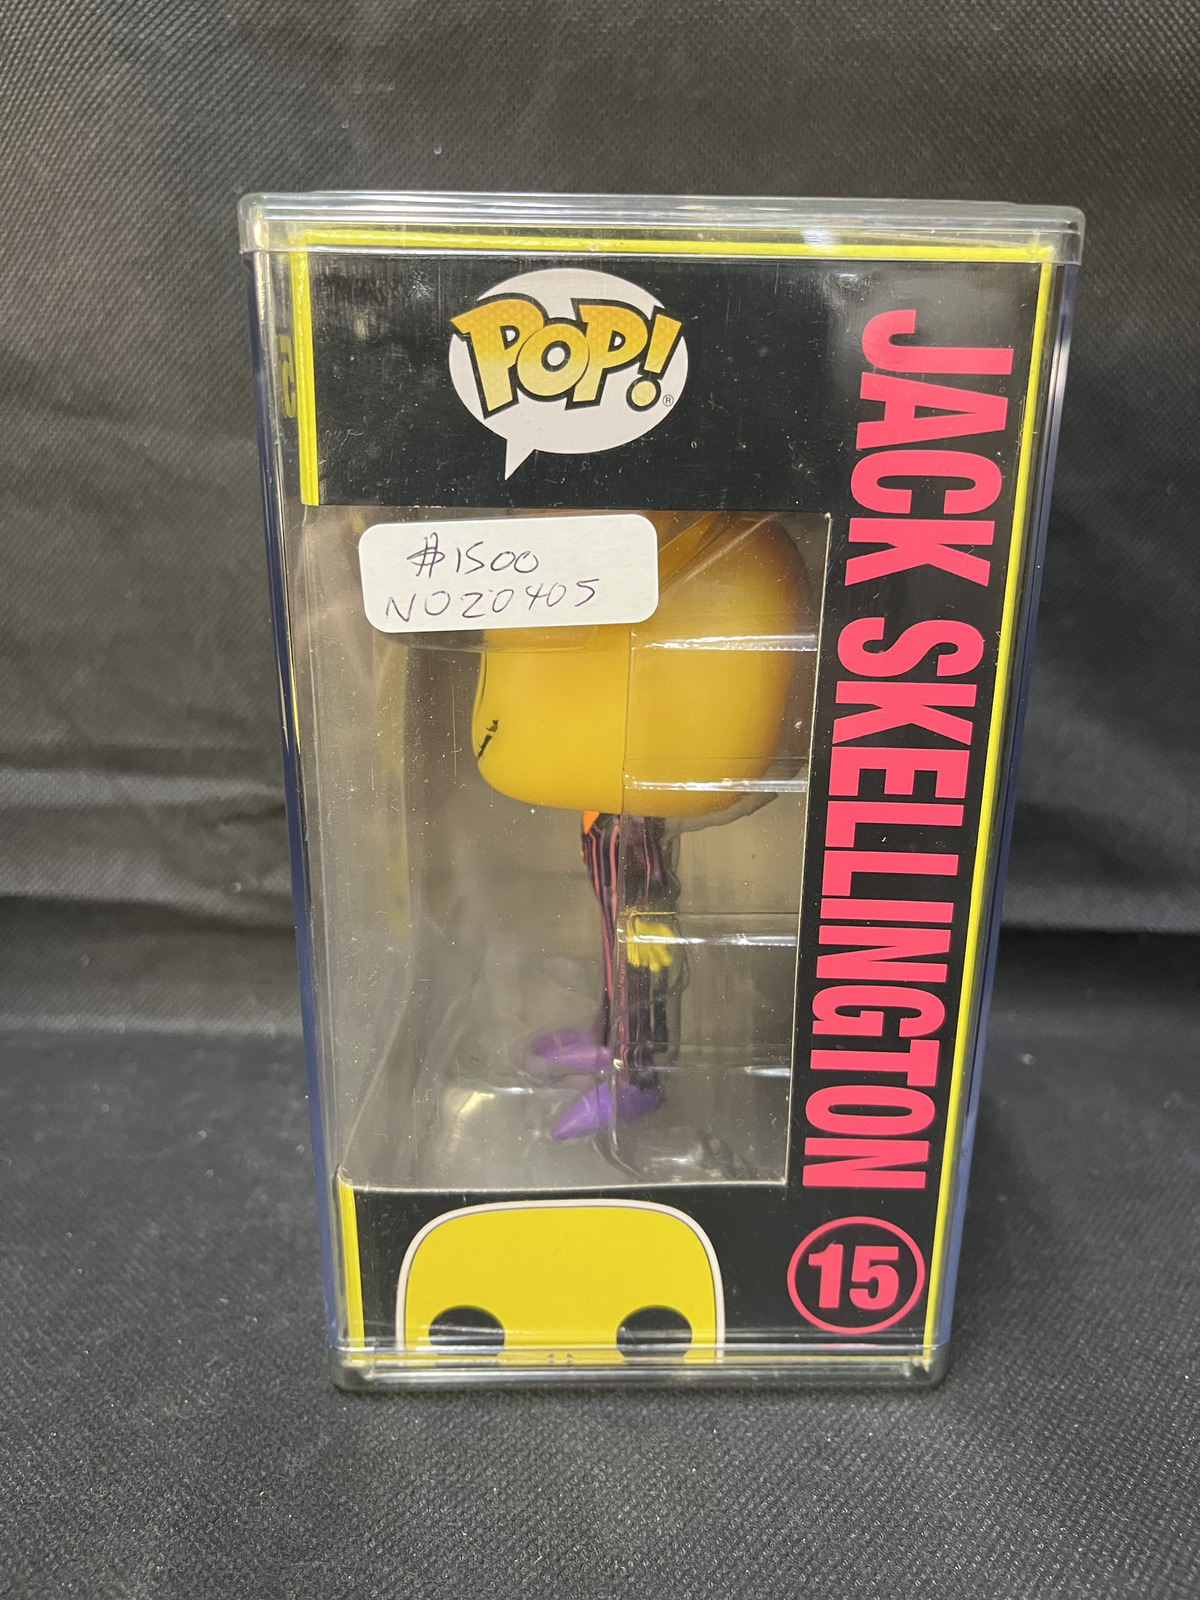 POP!
®
#1500
NO20405
JACK SKELLINGTON
15